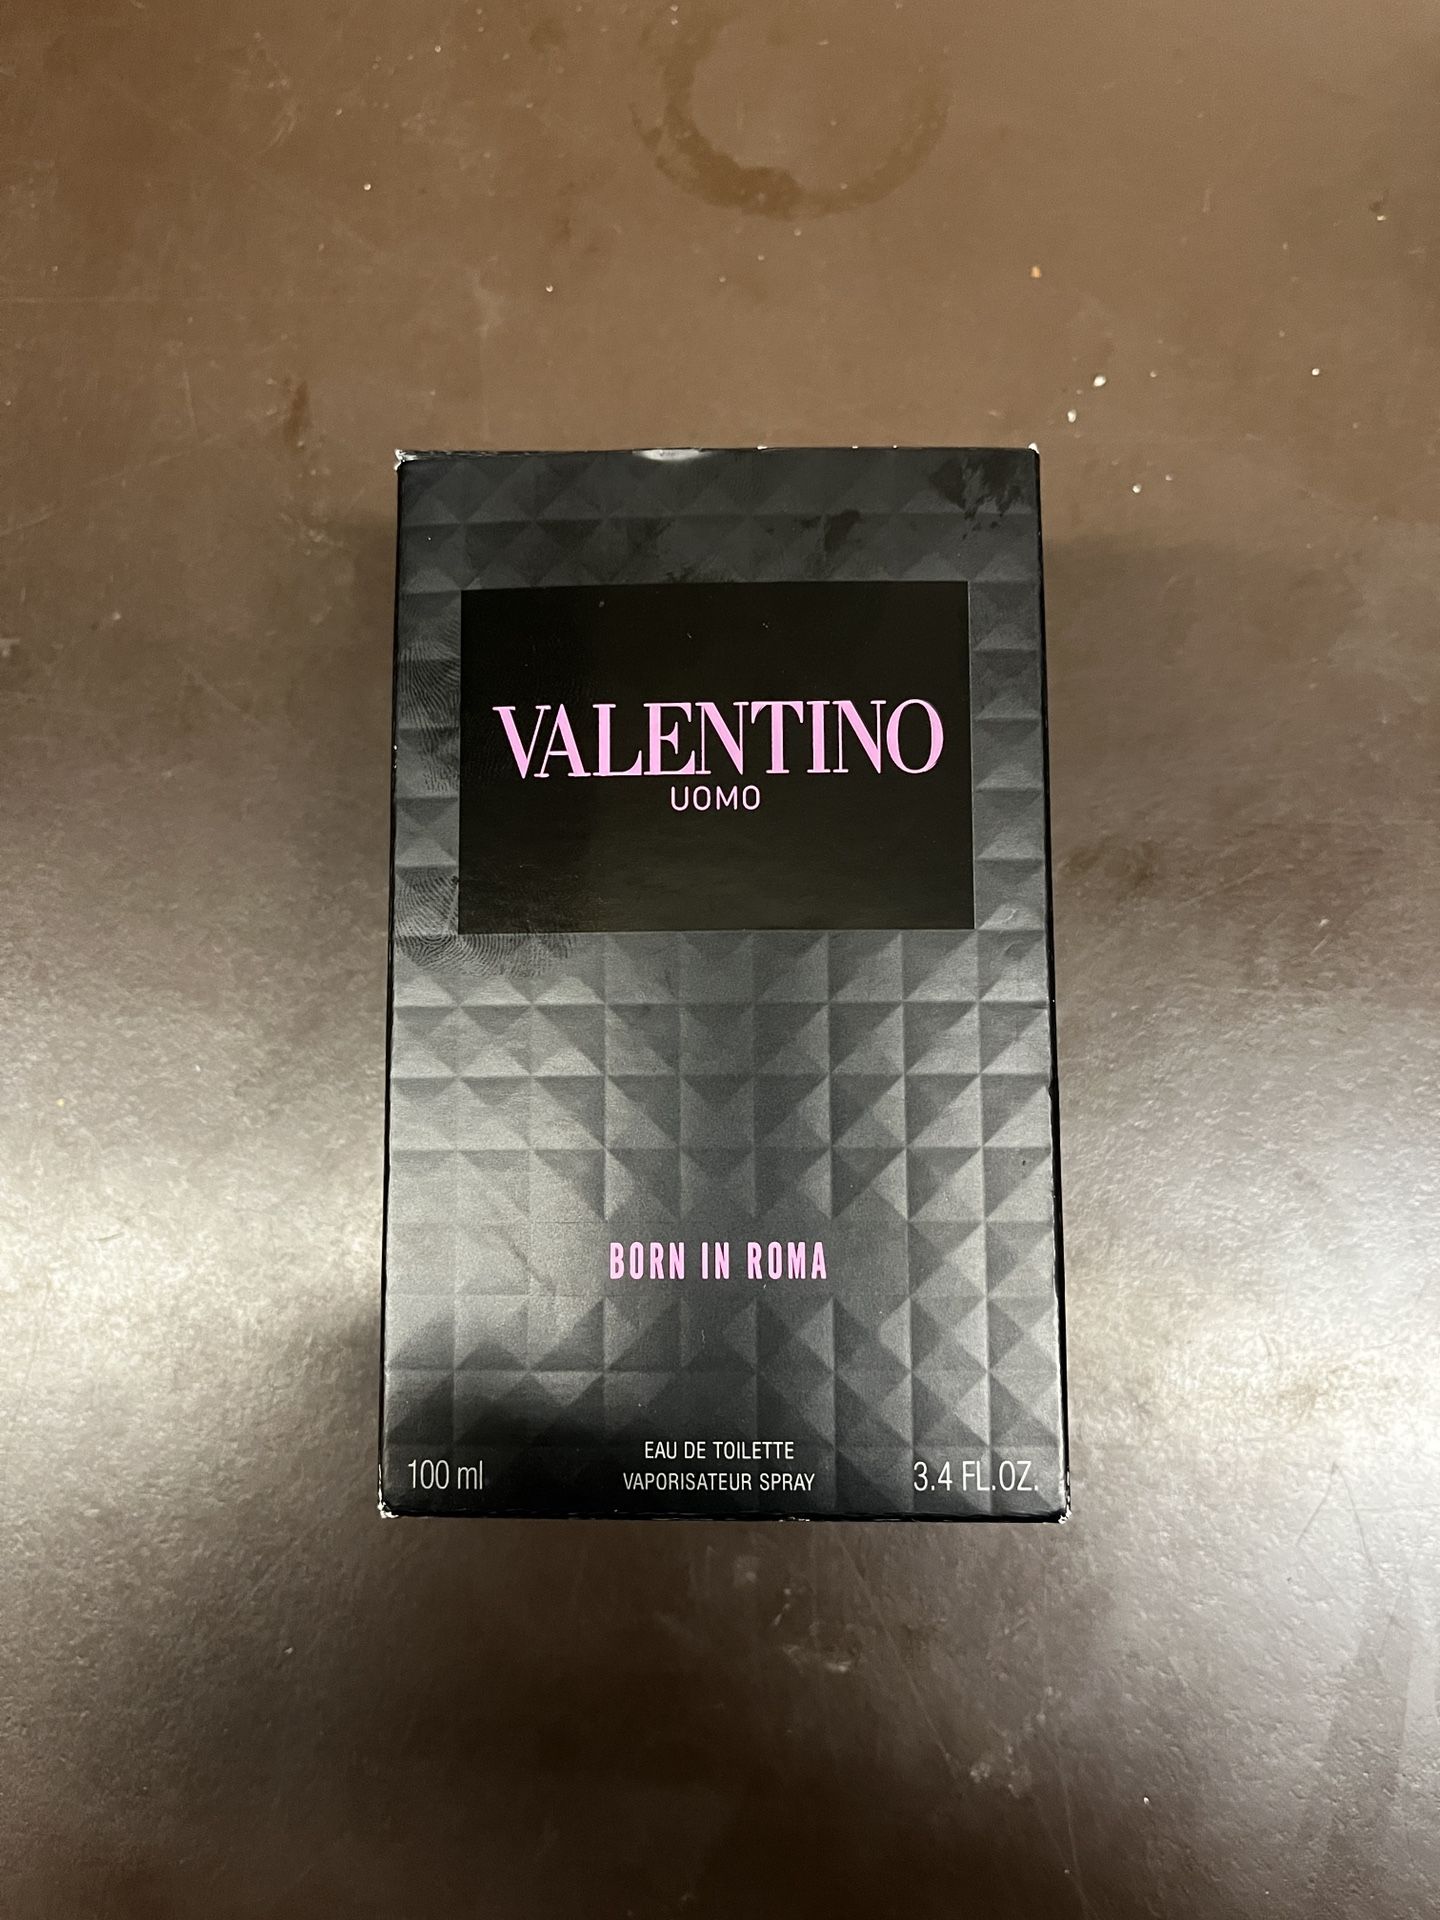 VALENTINO
UOMO
BORN IN ROMA
EAU DE TOILETTE
100 ml VAPORISATEUR SPRAY 3.4 FL.OZ.